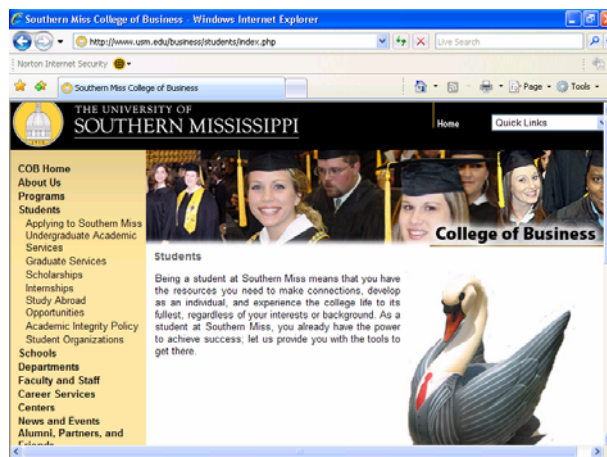 Southern Miss College of Business - Windows Internet Explorer
http://www.usm.edu/business/students/index.php
Live Search
Norton Internet Security
Southern Miss College of Business
Page
Tools
THE UNIVERSITY OF
SOUTHERN MISSISSIPPI
1910
Home
Quick Links
College of Business
COB Home
About Us
Programs
Students
Applying to Southern Miss
Undergraduate Academic
Services
Graduate Services
Scholarships
Internships
Study Abroad
Opportunities
Academic Integrity Policy
Student Organizations
Schools
Departments
Faculty and Staff
Career Services
Centers
News and Events
Alumni, Partners, and
Friends
Students
Being a student at Southern Miss means that you have
the resources you need to make connections, develop
as an individual, and experience the college life to its
fullest, regardless of your interests or background. As a
student at Southern Miss, you already have the power
to achieve success; let us provide you with the tools to
get there.